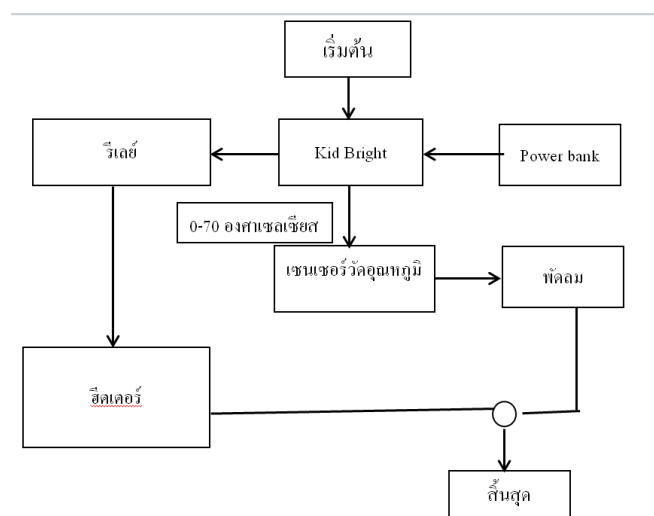 เริ่มต้น
รีเลย์
Kid Bright
Power bank
0-70 องศาเซลเซียส
เซนเซอร์วัดอุณหภูมิ
พัดลม
ฮีตเตอร์
สิ้นสุด